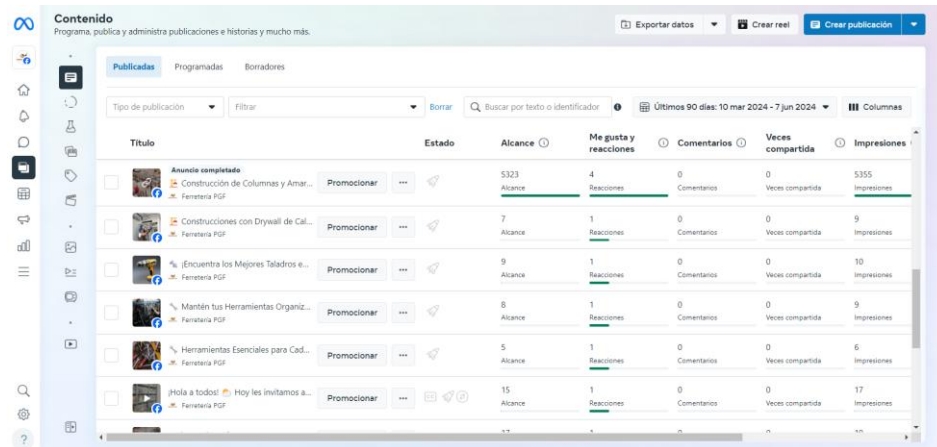 Contenido
Programa, publica y administra publicaciones e historias y mucho más.
Exportar datos
Crear reel
Crear publicación
Publicadas
Programadas
Borradores
Tipo de publicación
Filtrar
Borrar
Buscar por texto o identificador
Últimos 90 días: 10 mar 2024 - 7 jun 2024
Columnas
Título
Estado
Alcance
Me gusta y reacciones
Comentarios
Veces compartida
Impresiones
Anuncio completado
Construcción de Columnas y Amar...
Ferretería PGF
Promocionar
5323 4 0 0 5355
Alcance Reacciones Comentarios Veces compartida Impresiones
Construcciones con Drywall de Cal...
Ferretería PGF
Promocionar
7 1 0 0 9
Alcance Reacciones Comentarios Veces compartida Impresiones
¡Encuentra los Mejores Taladros e...
Ferretería PGF
Promocionar
9 1 0 0 10
Alcance Reacciones Comentarios Veces compartida Impresiones
Mantén tus Herramientas Organiz...
Ferretería PGF
Promocionar
8 1 0 0 9
Alcance Reacciones Comentarios Veces compartida Impresiones
Herramientas Esenciales para Cad...
Ferretería PGF
Promocionar
5 1 0 0 6
Alcance Reacciones Comentarios Veces compartida Impresiones
¡Hola a todos! Hoy les invitamos a...
Ferretería PGF
Promocionar
15 1 0 0 17
Alcance Reacciones Comentarios Veces compartida Impresiones